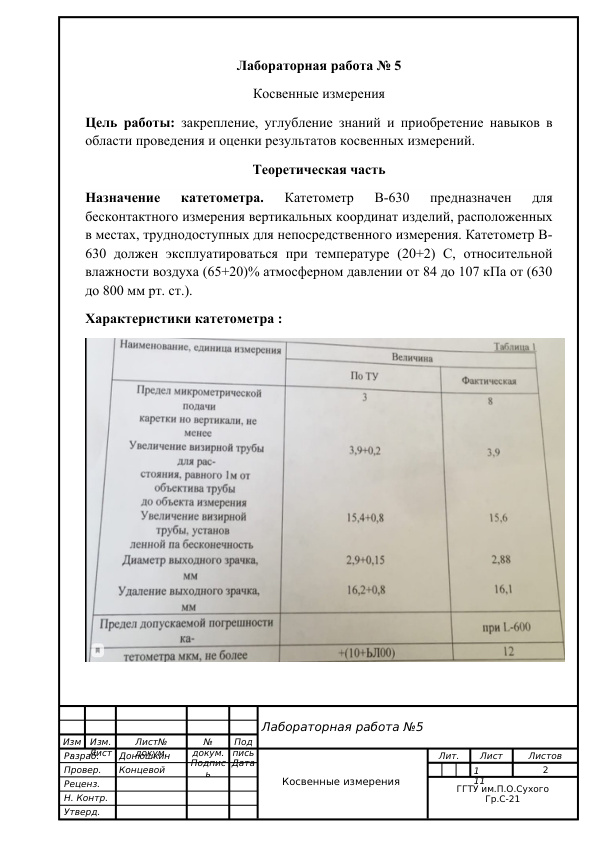 Лабораторная работа № 5
Косвенные измерения
Цель работы: закрепление, углубление знаний и приобретение навыков в
области проведения и оценки результатов косвенных измерений.
Теоретическая часть
Назначение катетометра. Катетометр В-630 предназначен для
бесконтактного измерения вертикальных координат изделий, расположенных
в местах, труднодоступных для непосредственного измерения. Катетометр В-
630 должен эксплуатироваться при температуре (20+2) С, относительной
влажности воздуха (65+20)% атмосферном давлении от 84 до 107 кПа от (630
до 800 мм рт. ст.).
Характеристики катетометра :
Таблица 1
Наименование, единица измерения
Величина
По ТУ
Фактическая
Предел микрометрической 3 8
подачи
каретки но вертикали, не
менее
Увеличение визирной трубы 3,9+0,2 3,9
для рас-
стояния, равного 1м от
объектива трубы
до объекта измерения
Увеличение визирной 15,4+0,8 15,6
трубы, установ
ленной па бесконечность
Диаметр выходного зрачка, 2,9+0,15 2,88
мм
Удаление выходного зрачка, 16,2+0,8 16,1
мм
Предел допускаемой погрешности при L-600
ка-
тетометра мкм, не более +(10+ЬЛ00) 12
Лабораторная работа №5
Изм Изм. Лист№ № Под
Лист докум. докум. пись
Подпис Дата
ь
Разраб. Донюшкин
Провер. Концевой
Реценз.
Н. Контр.
Утверд.
Косвенные измерения
Лит. Лист Листов
1 2
11
ГГТУ им.П.О.Сухого
Гр.С-21